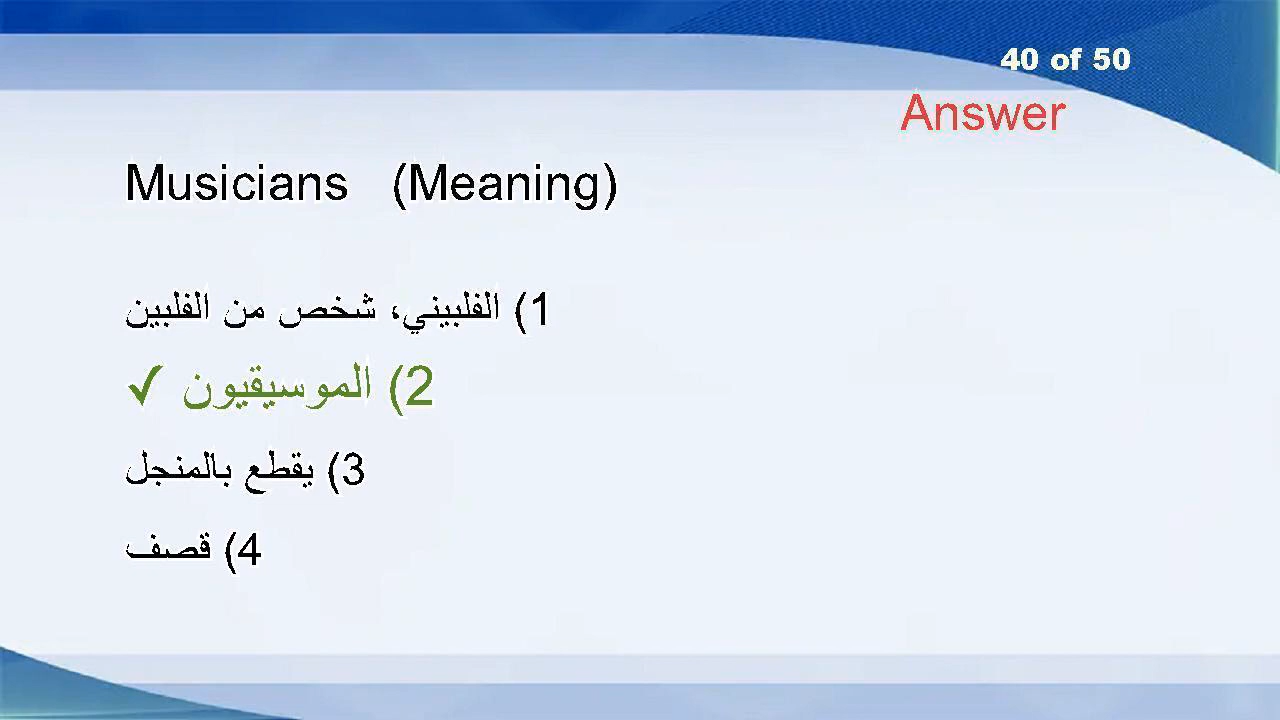 40 of 50
Answer
Musicians (Meaning)
1) الفلبيني، شخص من الفلبين
2) الموسيقيون ✓
3) يقطع بالمنجل
4) قصف